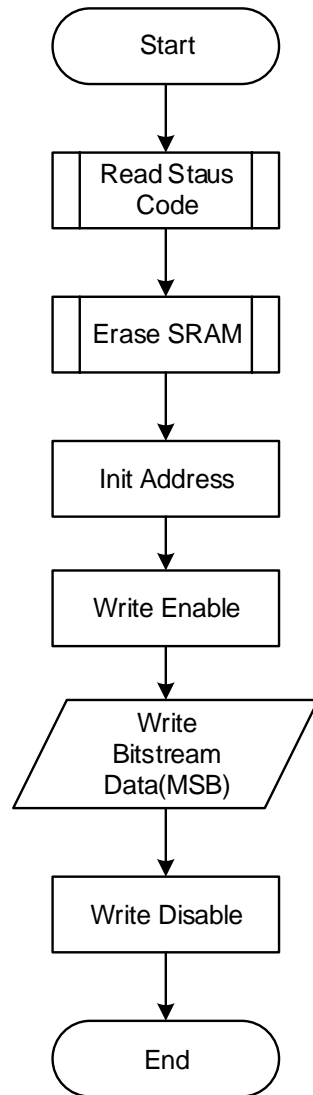 Start
Read Staus
Code
Erase SRAM
Init Address
Write Enable
Write
Bitstream
Data(MSB)
Write Disable
End